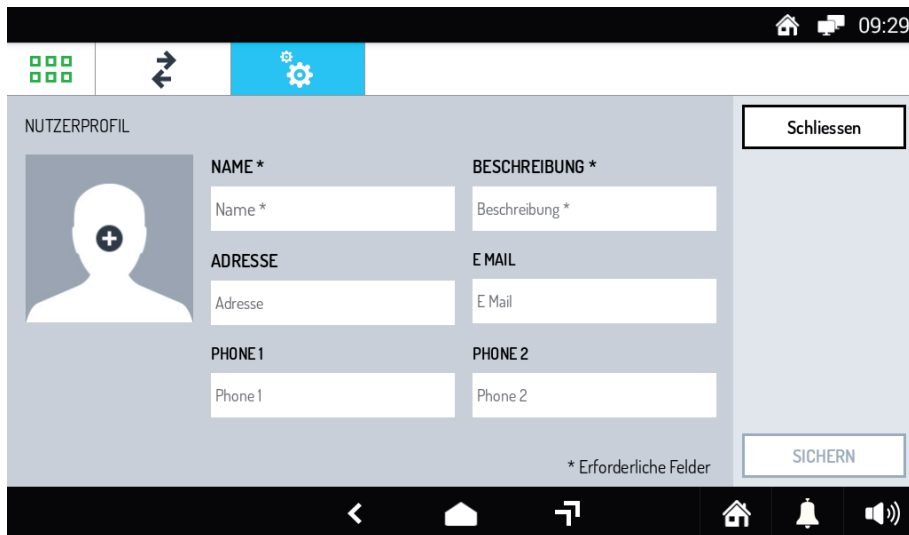 09:29
NUTZERPROFIL
Schliessen
NAME *
BESCHREIBUNG *
Name *
Beschreibung *
ADRESSE
E MAIL
Adresse
E Mail
PHONE 1
PHONE 2
Phone 1
Phone 2
* Erforderliche Felder
SICHERN